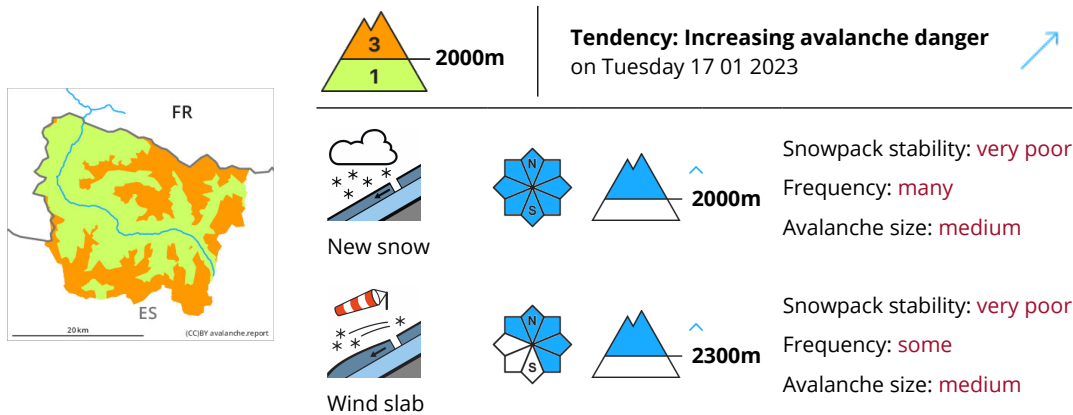 3
2000m
1
Tendency: Increasing avalanche danger
on Tuesday 17 01 2023
FR
ES
20 km
(CC)BY avalanche.report
New snow
N
S
2000m
Snowpack stability: very poor
Frequency: many
Avalanche size: medium
Wind slab
N
S
2300m
Snowpack stability: very poor
Frequency: some
Avalanche size: medium